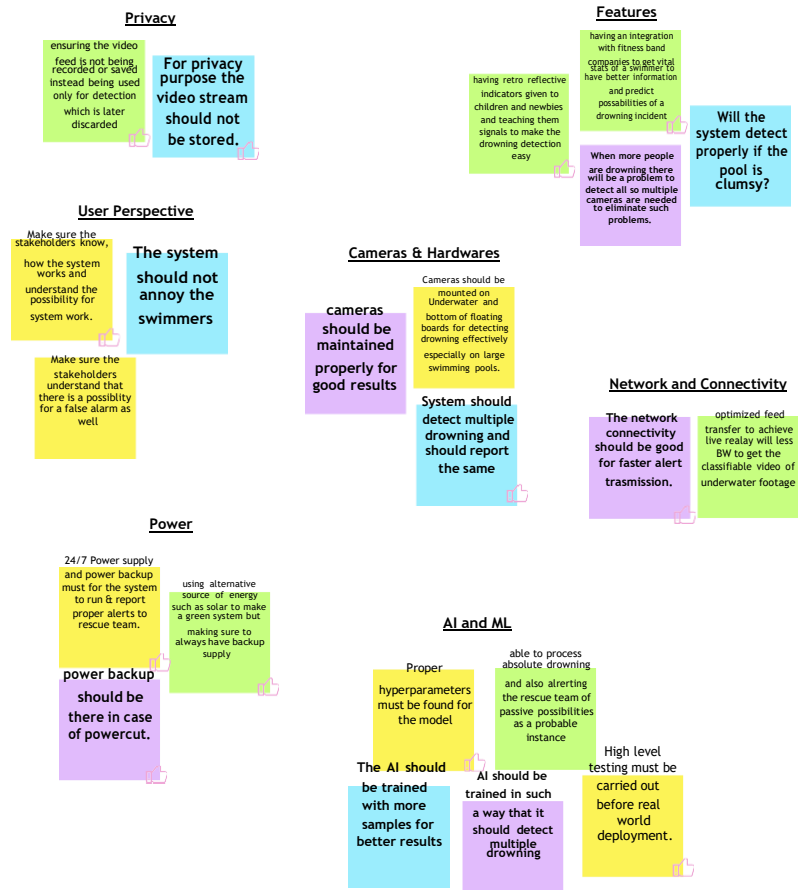 Privacy
ensuring the video
feed is not being
recorded or saved
instead being used
only for detection
which is later
discarded
For privacy
purpose the
video stream
should not
be stored.
Features
having retro reflective
indicators given to
children and newbies
and teaching them
signals to make the
drowning detection
easy
having an integration
with fitness band
companies to get vital
stats of a swimmer to
have better information
and predict
possabilities of a
drowning incident
When more people
are drowning there
will be a problem to
detect all so multiple
cameras are needed
to eliminate such
problems.
Will the
system detect
properly if the
pool is
clumsy?
User Perspective
Make sure the
stakeholders know,
how the system
works and
understand the
possibility for
system work.
The system
should not
annoy the
swimmers
Make sure the
stakeholders
understand that
there is a possiblity
for a false alarm as
well
Cameras & Hardwares
cameras
should be
maintained
properly for
good results
Cameras should be
mounted on
Underwater and
bottom of floating
boards for detecting
drowning effectively
especially on large
swimming pools.
System should
detect multiple
drowning and
should report
the same
Network and Connectivity
The network
connectivity
should be good
for faster alert
trasmission.
optimized feed
transfer to achieve
live realay will less
BW to get the
classifiable video of
underwater footage
Power
24/7 Power supply
and power backup
must for the system
to run & report
proper alerts to
rescue team.
using alternative
source of energy
such as solar to make
a green system but
making sure to
always have backup
supply
power backup
should be
there in case
of powercut.
AI and ML
Proper
hyperparameters
must be found for
the model
able to process
absolute drowning
and also alrerting
the rescue team of
passive possibilities
as a probable
instance
The AI should
be trained
with more
samples for
better results
AI should be
trained in such
a way that it
should detect
multiple
drowning
High level
testing must be
carried out
before real
world
deployment.